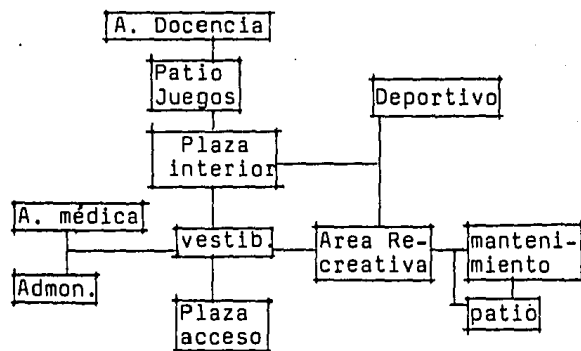 A. Docencia
Patio
Juegos
Deportivo
Plaza
interior
A. médica
vestib.
Area Re-
creativa
manteni-
miento
Admon.
Plaza
acceso
patio